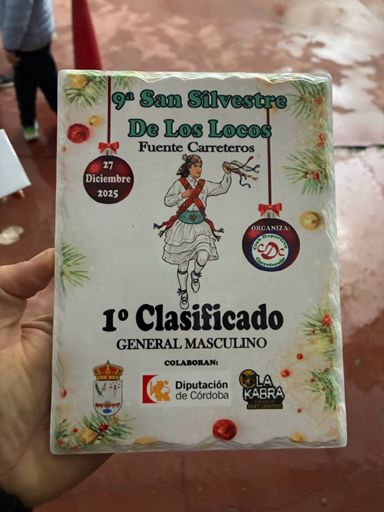 9ª San Silvestre
De Los Locos
Fuente Carreteros
27
Diciembre
2025
ORGANIZA:
1º Clasificado
GENERAL MASCULINO
COLABORAN:
Diputación
de Córdoba
LA
KABRA